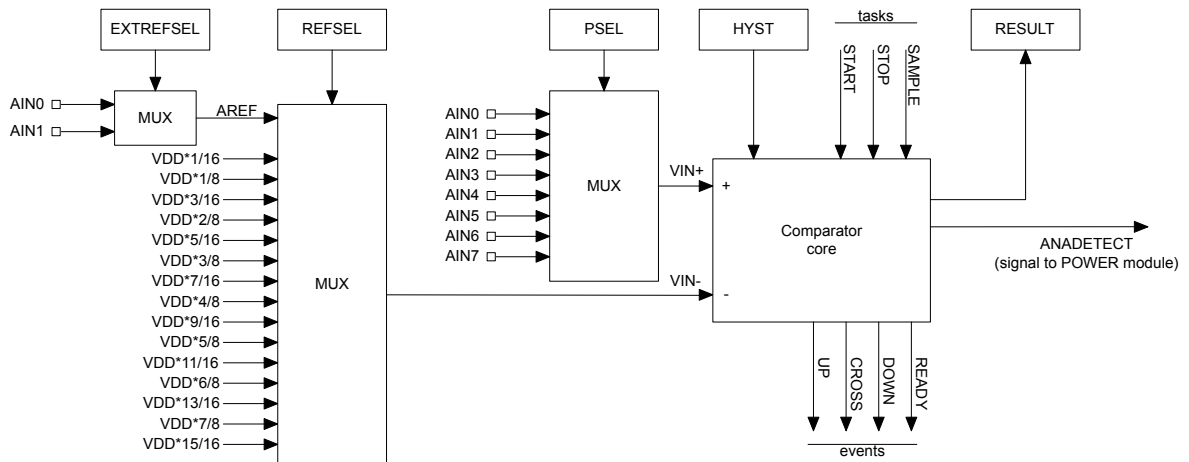 EXTREFSEL
REFSEL
PSEL
HYST
tasks
RESULT
START
STOP
SAMPLE
AIN0
AIN1
MUX
AREF
VDD*1/16
VDD*1/8
VDD*3/16
VDD*2/8
VDD*5/16
VDD*3/8
VDD*7/16
VDD*4/8
VDD*9/16
VDD*5/8
VDD*11/16
VDD*6/8
VDD*13/16
VDD*7/8
VDD*15/16
MUX
AIN0
AIN1
AIN2
AIN3
AIN4
AIN5
AIN6
AIN7
MUX
VIN+
VIN-
+
-
Comparator
core
ANADETECT
(signal to POWER module)
UP
CROSS
DOWN
READY
events